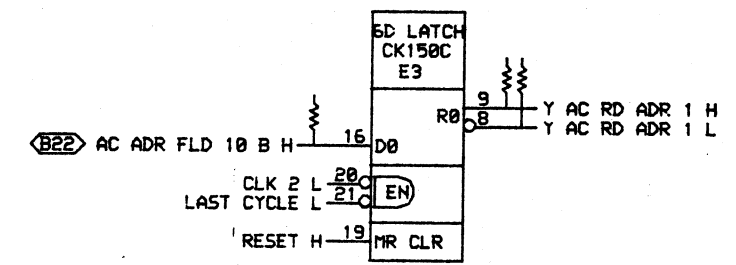 6D LATCH
CK150C
E3
9 Y AC RD ADR 1 H
R0
8 Y AC RD ADR 1 L
B22 AC ADR FLD 10 B H 16 D0
CLK 2 L 20
EN
LAST CYCLE L 21
RESET H 19 MR CLR